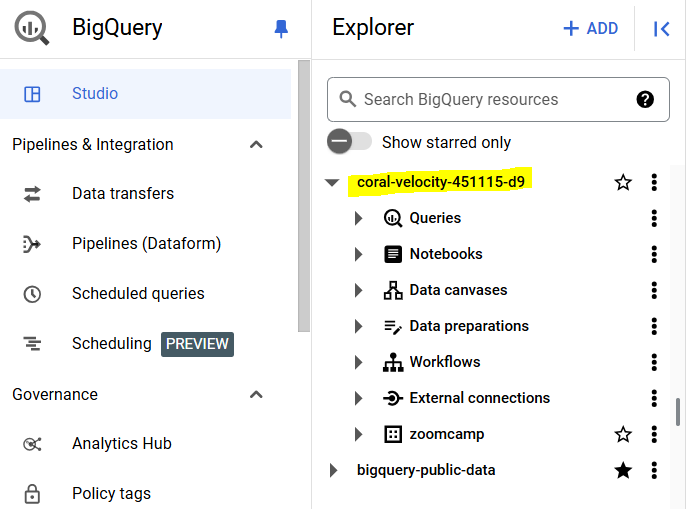 BigQuery
Studio
Pipelines & Integration
Data transfers
Pipelines (Dataform)
Scheduled queries
Scheduling PREVIEW
Governance
Analytics Hub
Policy tags
Explorer
+ ADD
Search BigQuery resources
Show starred only
coral-velocity-451115-d9
Queries
Notebooks
Data canvases
Data preparations
Workflows
External connections
zoomcamp
bigquery-public-data